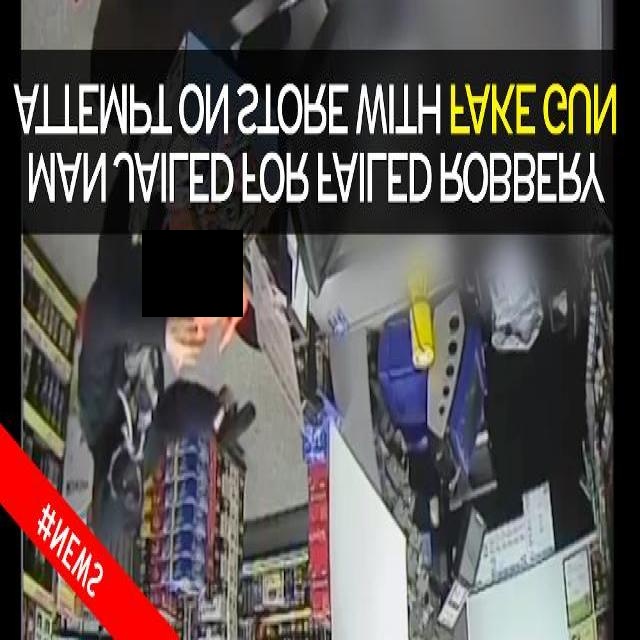 MAN JAILED FOR FAILED ROBBERY
ATTEMPT ON STORE WITH FAKE GUN
#NEWS